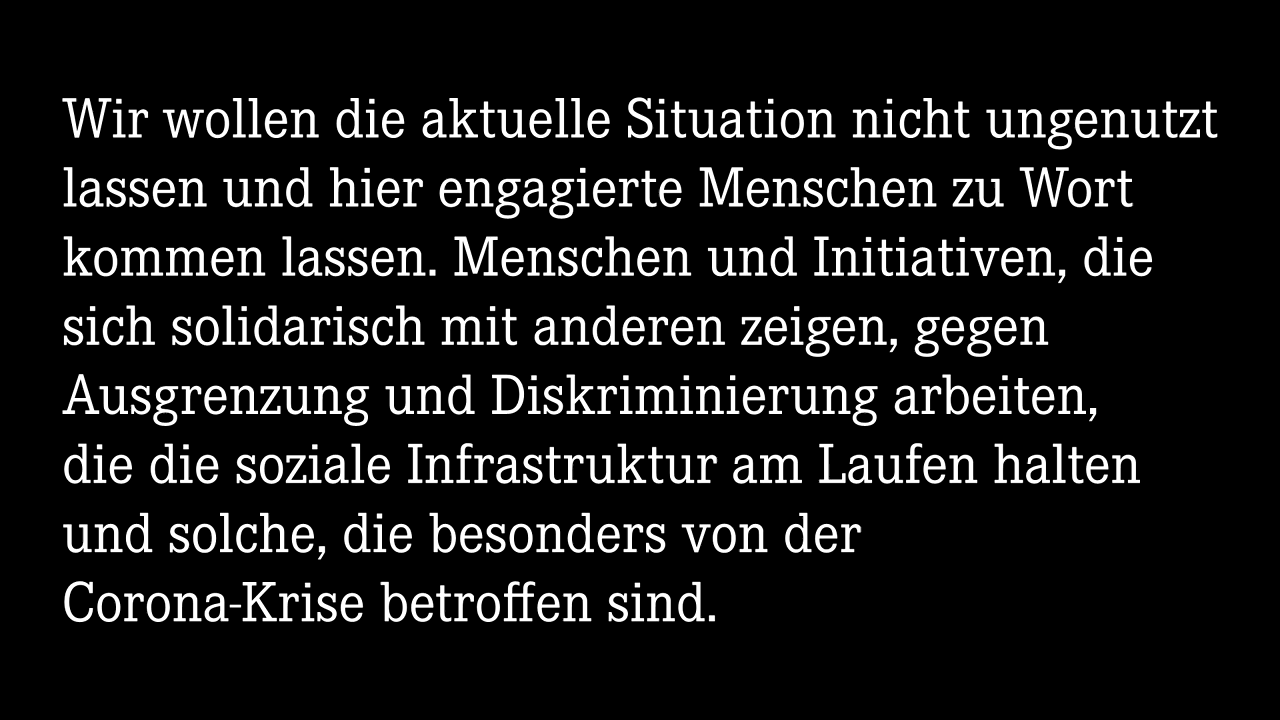 Wir wollen die aktuelle Situation nicht ungenutzt
lassen und hier engagierte Menschen zu Wort
kommen lassen. Menschen und Initiativen, die
sich solidarisch mit anderen zeigen, gegen
Ausgrenzung und Diskriminierung arbeiten,
die die soziale Infrastruktur am Laufen halten
und solche, die besonders von der
Corona-Krise betroffen sind.